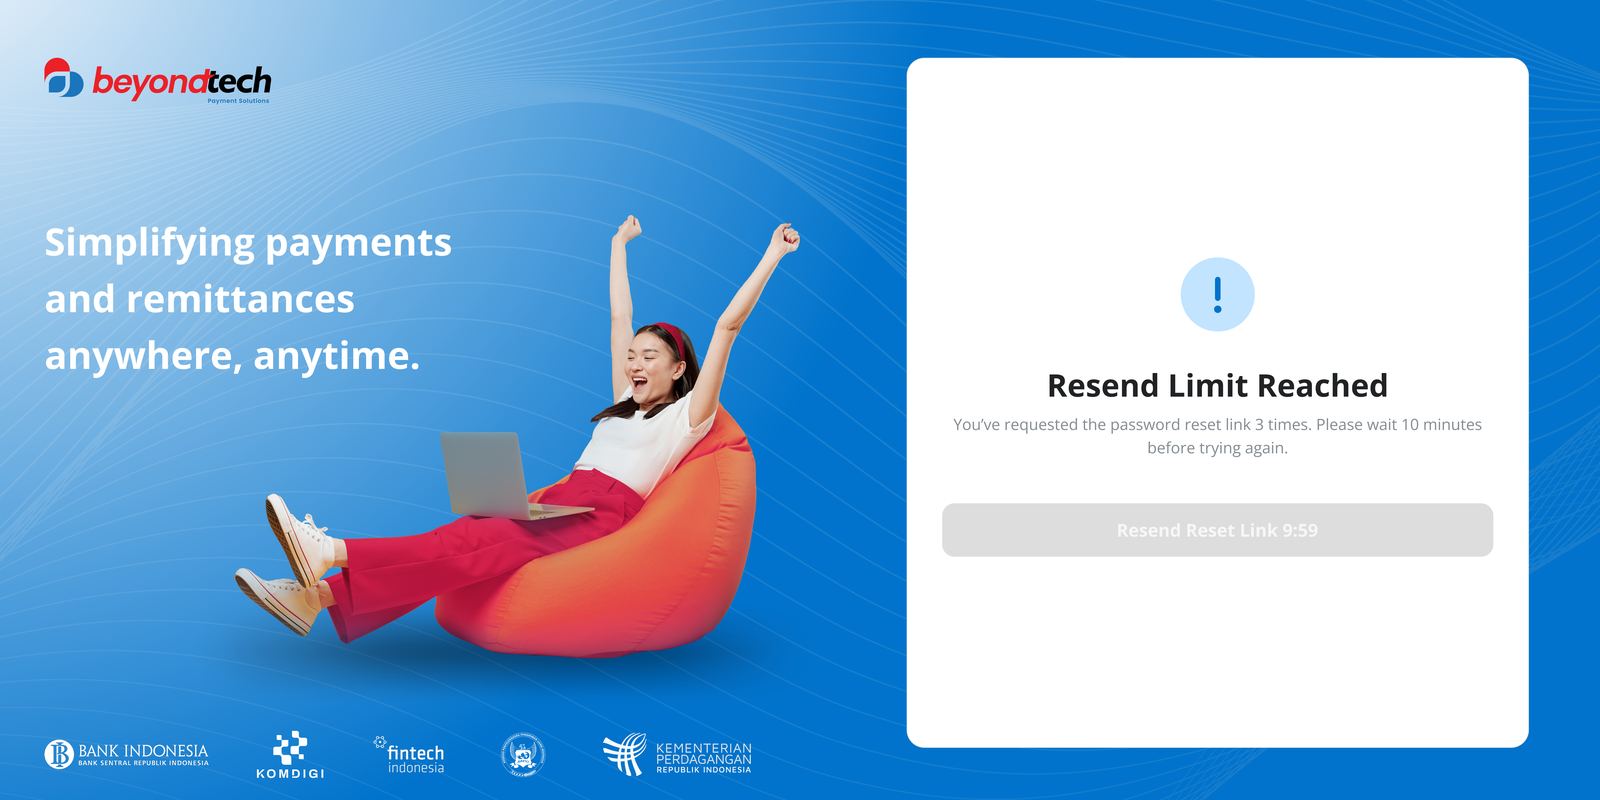 beyondtech
Payment Solutions
Simplifying payments
and remittances
anywhere, anytime.
BANK INDONESIA
BANK SENTRAL REPUBLIK INDONESIA
KOMDIGI
fintech
indonesia
KEMENTERIAN
PERDAGANGAN
REPUBLIK INDONESIA
Resend Limit Reached
You’ve requested the password reset link 3 times. Please wait 10 minutes
before trying again.
Resend Reset Link 9:59